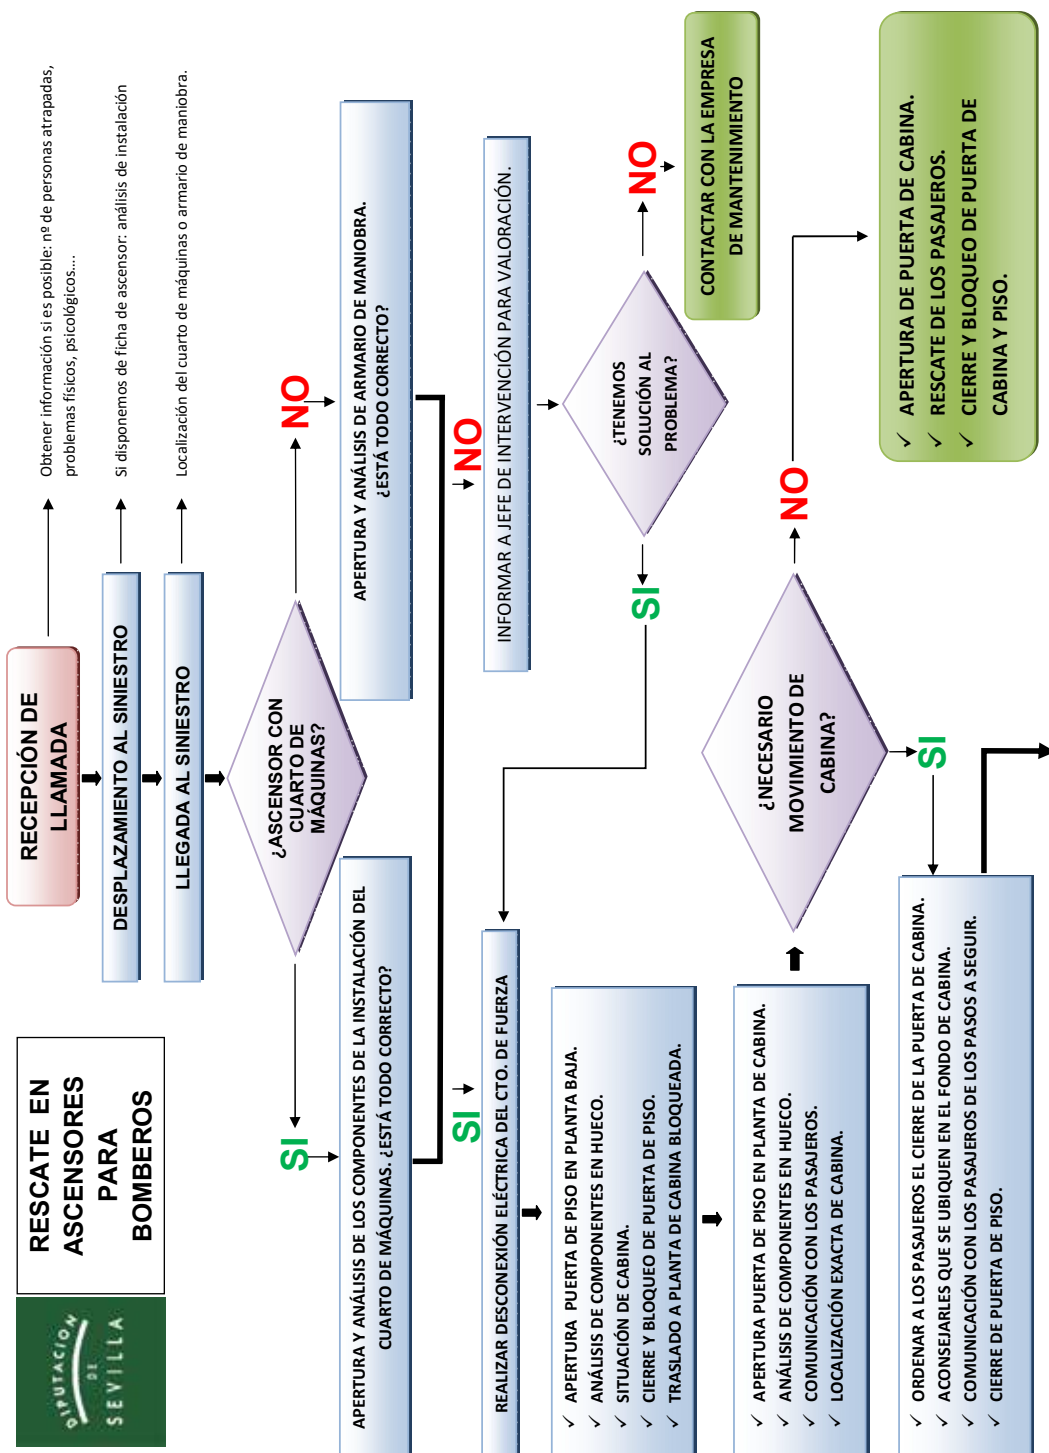 DIPUTACION
DE
SEVILLA
RESCATE EN
ASCENSORES
PARA
BOMBEROS
RECEPCIÓN DE
LLAMADA
Obtener información si es posible: nº de personas atrapadas,
problemas físicos, psicológicos....
DESPLAZAMIENTO AL SINIESTRO
Si disponemos de ficha de ascensor: análisis de instalación
LLEGADA AL SINIESTRO
Localización del cuarto de máquinas o armario de maniobra.
¿ASCENSOR CON
CUARTO DE
MÁQUINAS?
SI
NO
APERTURA Y ANÁLISIS DE LOS COMPONENTES DE LA INSTALACIÓN DEL
CUARTO DE MÁQUINAS. ¿ESTÁ TODO CORRECTO?
APERTURA Y ANÁLISIS DE ARMARIO DE MANIOBRA.
¿ESTÁ TODO CORRECTO?
SI
NO
REALIZAR DESCONEXIÓN ELÉCTRICA DEL CTO. DE FUERZA
INFORMAR A JEFE DE INTERVENCIÓN PARA VALORACIÓN.
¿TENEMOS
SOLUCIÓN AL
PROBLEMA?
SI
NO
CONTACTAR CON LA EMPRESA
DE MANTENIMIENTO
✓ APERTURA PUERTA DE PISO EN PLANTA BAJA.
✓ ANÁLISIS DE COMPONENTES EN HUECO.
✓ SITUACIÓN DE CABINA.
✓ CIERRE Y BLOQUEO DE PUERTA DE PISO.
✓ TRASLADO A PLANTA DE CABINA BLOQUEADA.
✓ APERTURA PUERTA DE PISO EN PLANTA DE CABINA.
✓ ANÁLISIS DE COMPONENTES EN HUECO.
✓ COMUNICACIÓN CON LOS PASAJEROS.
✓ LOCALIZACIÓN EXACTA DE CABINA.
¿NECESARIO
MOVIMIENTO DE
CABINA?
SI
NO
✓ ORDENAR A LOS PASAJEROS EL CIERRE DE LA PUERTA DE CABINA.
✓ ACONSEJARLES QUE SE UBIQUEN EN EL FONDO DE CABINA.
✓ COMUNICACIÓN CON LOS PASAJEROS DE LOS PASOS A SEGUIR.
✓ CIERRE DE PUERTA DE PISO.
✓ APERTURA DE PUERTA DE CABINA.
✓ RESCATE DE LOS PASAJEROS.
✓ CIERRE Y BLOQUEO DE PUERTA DE
CABINA Y PISO.